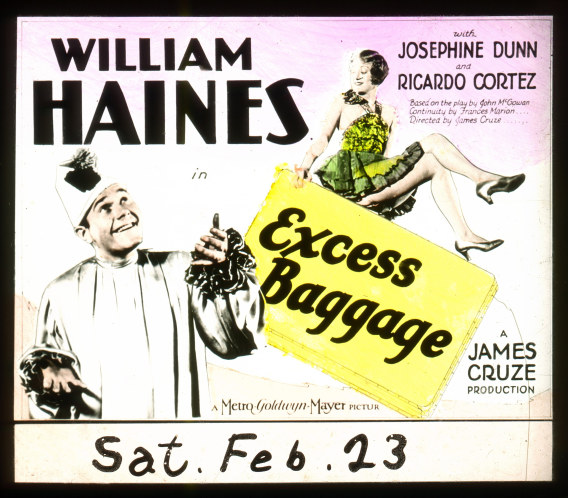 WILLIAM
HAINES
in
with
JOSEPHINE DUNN
and
RICARDO CORTEZ
Based on the play by John McGowan
Continuity by Frances Marion....
Directed by James Cruze.......
Excess
Baggage
A
JAMES
CRUZE
PRODUCTION
A Metro-Goldwyn-Mayer PICTUR
Sat. Feb. 23